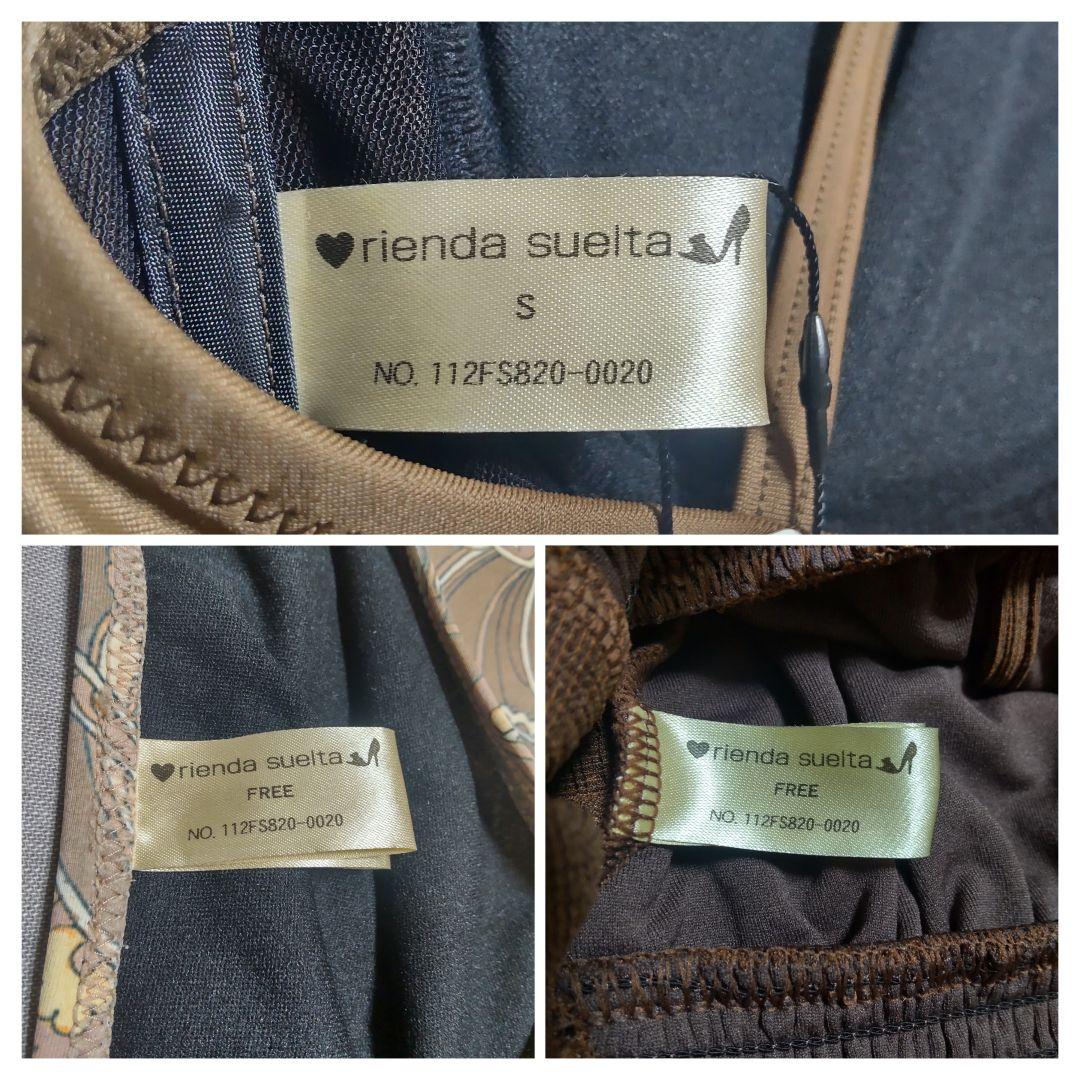 rienda suelta
S
NO. 112FS820-0020
rienda suelta
FREE
NO. 112FS820-0020
rienda suelta
FREE
NO. 112FS820-0020